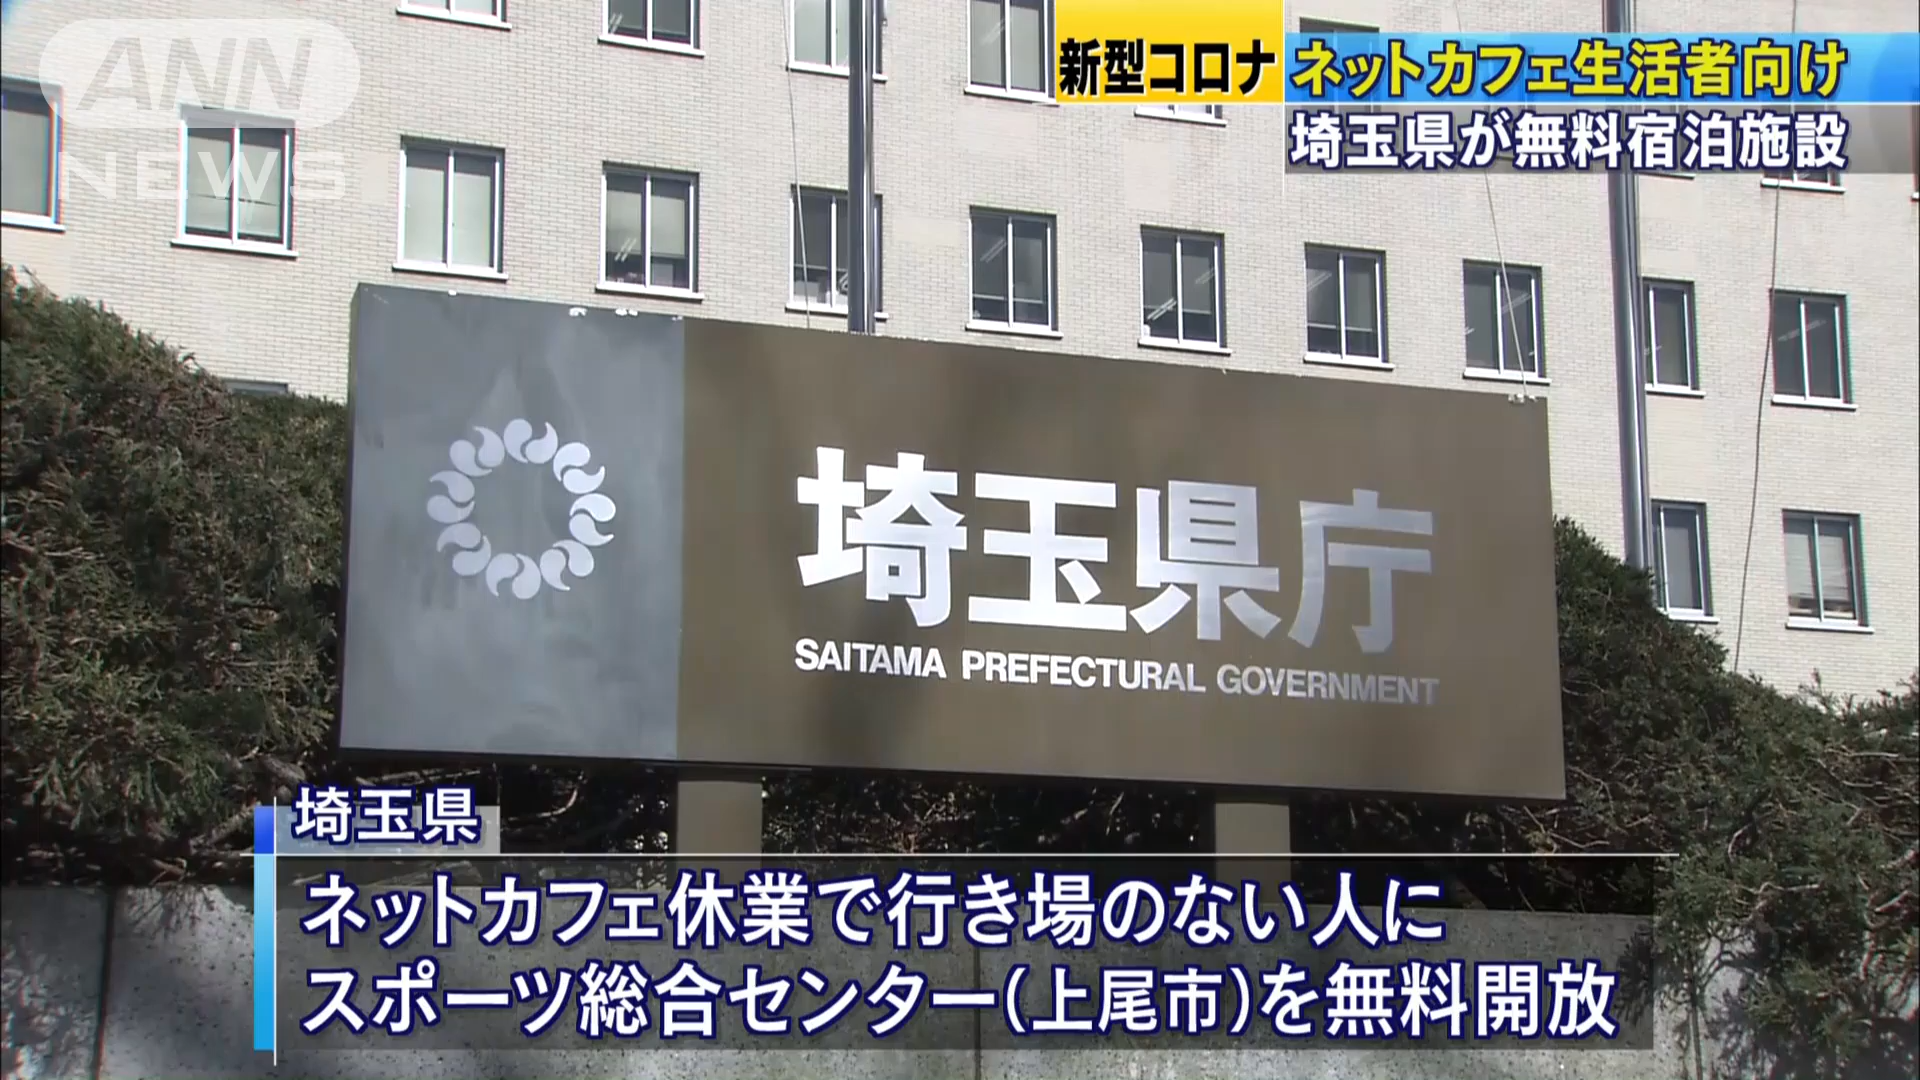 ANN
NEWS
新型コロナ
ネットカフェ生活者向け
埼玉県が無料宿泊施設
埼玉県庁
SAITAMA PREFECTURAL GOVERNMENT
埼玉県
ネットカフェ休業で行き場のない人に
スポーツ総合センター(上尾市)を無料開放